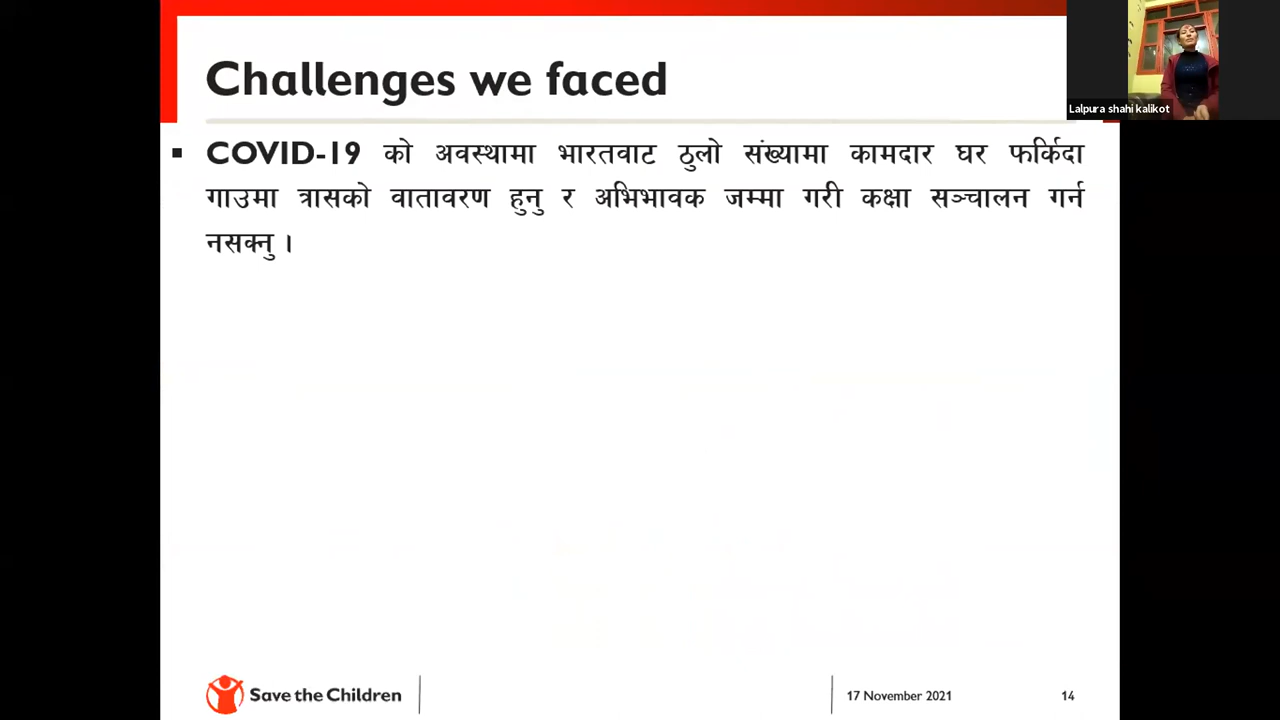 Challenges we faced
Lalpura shahi kalikot
▪ COVID-19 को अवस्थामा भारतवाट ठुलो संख्यामा कामदार घर फर्किदा
गाउमा त्रासको वातावरण हुनु र अभिभावक जम्मा गरी कक्षा सञ्चालन गर्न
नसक्नु ।
Save the Children
17 November 2021
14